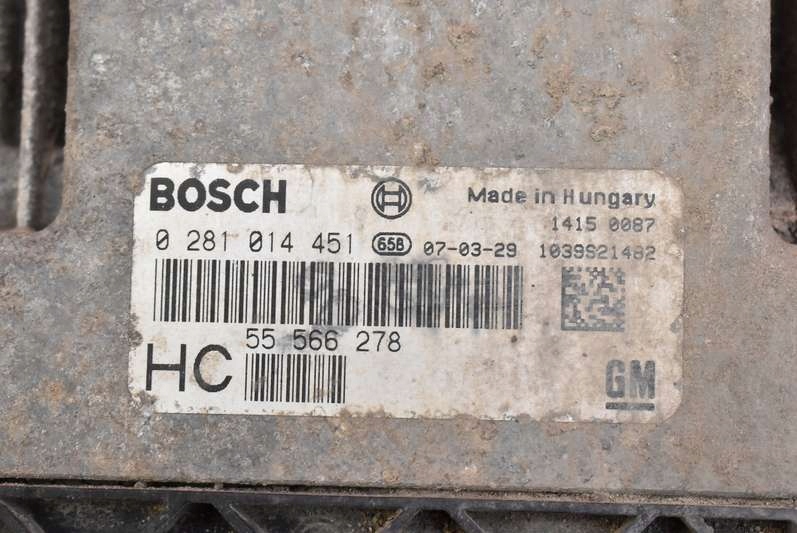 BOSCH Made in Hungary
1415 0087
0 281 014 451 65B 07-03-29 1039S21482
55 566 278
HC
GM